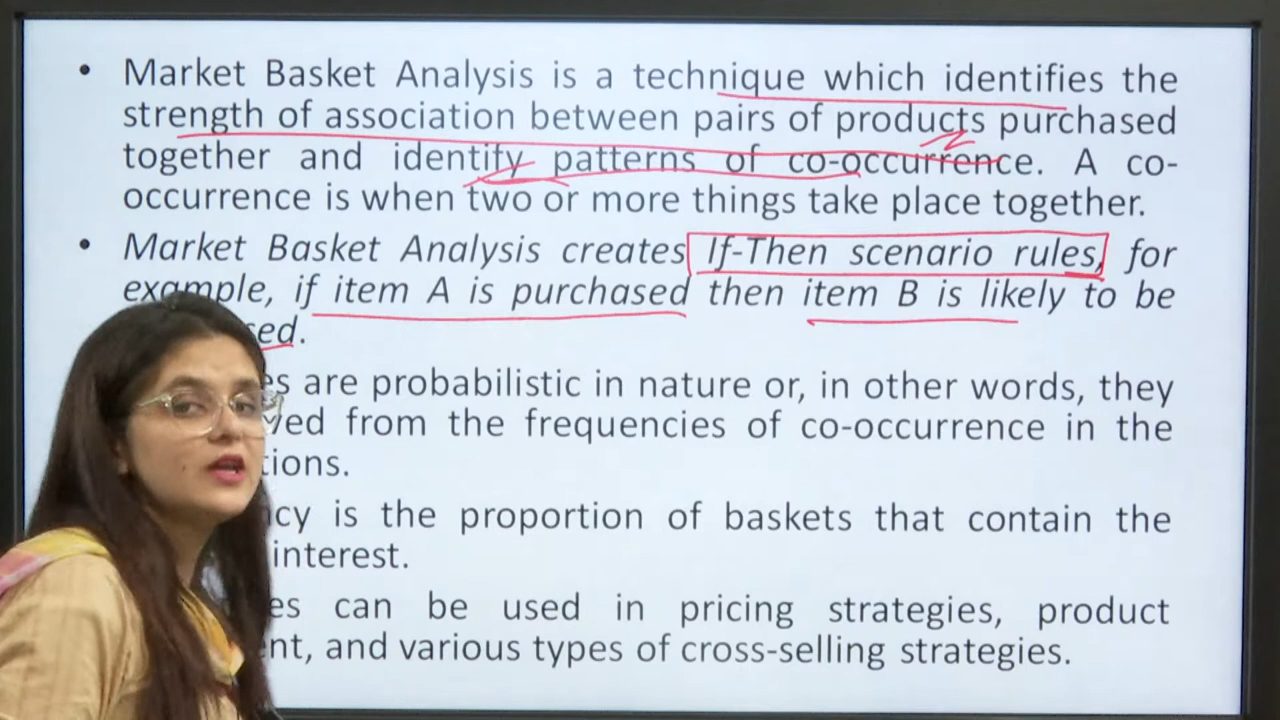 • Market Basket Analysis is a technique which identifies the
strength of association between pairs of products purchased
together and identify patterns of co-occurrence. A co-
occurrence is when two or more things take place together.
• Market Basket Analysis creates If-Then scenario rules, for
example, if item A is purchased then item B is likely to be
ed.
es are probabilistic in nature or, in other words, they
ved from the frequencies of co-occurrence in the
tions.
ncy is the proportion of baskets that contain the
interest.
es can be used in pricing strategies, product
ent, and various types of cross-selling strategies.